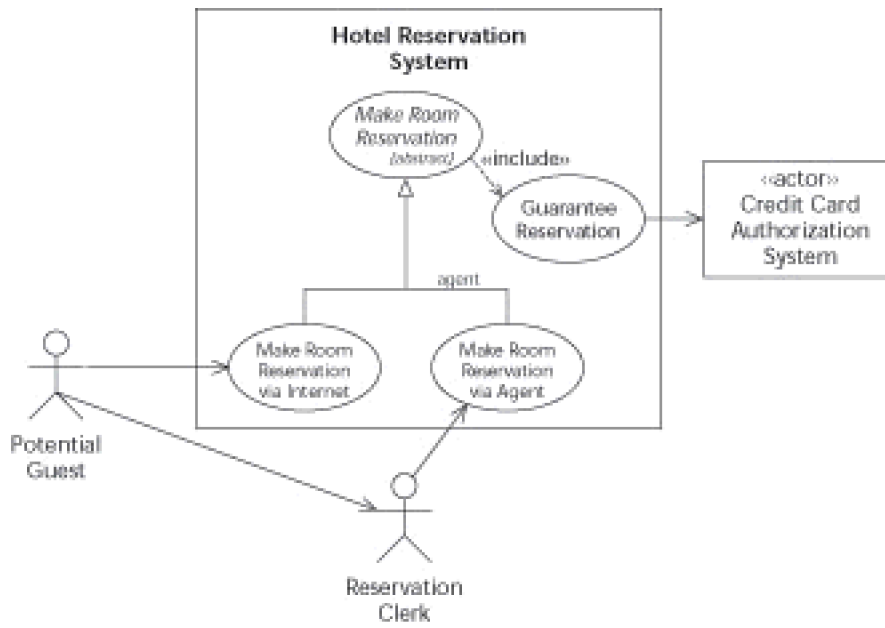 Hotel Reservation
System
Make Room
Reservation
[abstract]
«include»
Guarantee
Reservation
«actor»
Credit Card
Authorization
System
agent
Make Room
Reservation
via Internet
Make Room
Reservation
via Agent
Potential
Guest
Reservation
Clerk